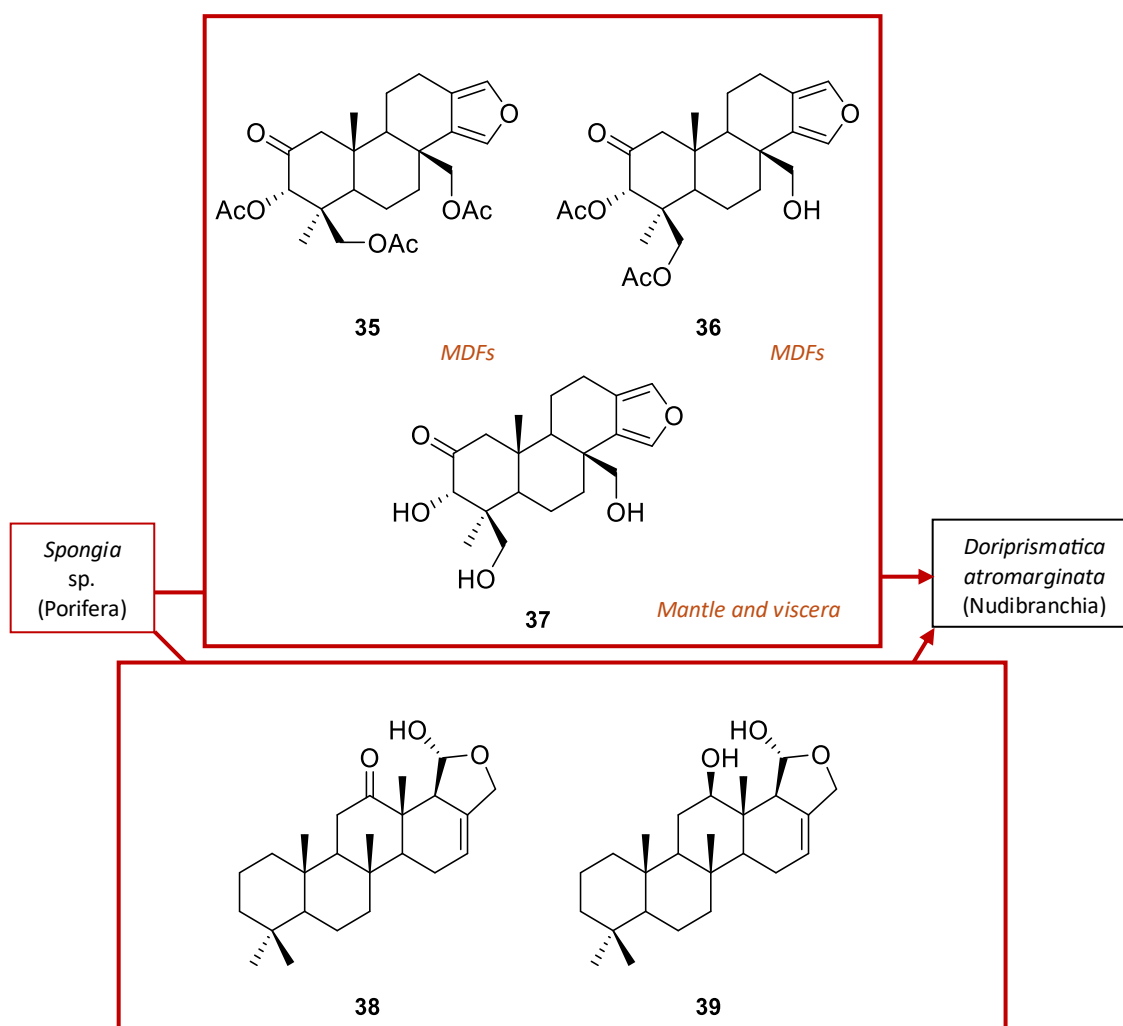 O
O
AcO
OAc
OAc
35
MDFs
O
O
AcO
OH
AcO
36
MDFs
O
O
HO
OH
HO
37
Mantle and viscera
Spongia
sp.
(Porifera)
Doriprismatica
atromarginata
(Nudibranchia)
HO
O
O
38
HO
OH
O
39